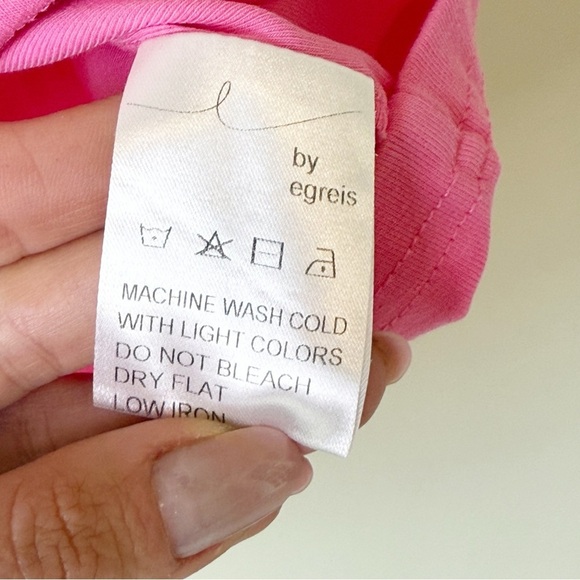 by
egreis
MACHINE WASH COLD
WITH LIGHT COLORS
DO NOT BLEACH
DRY FLAT
LOW IRON